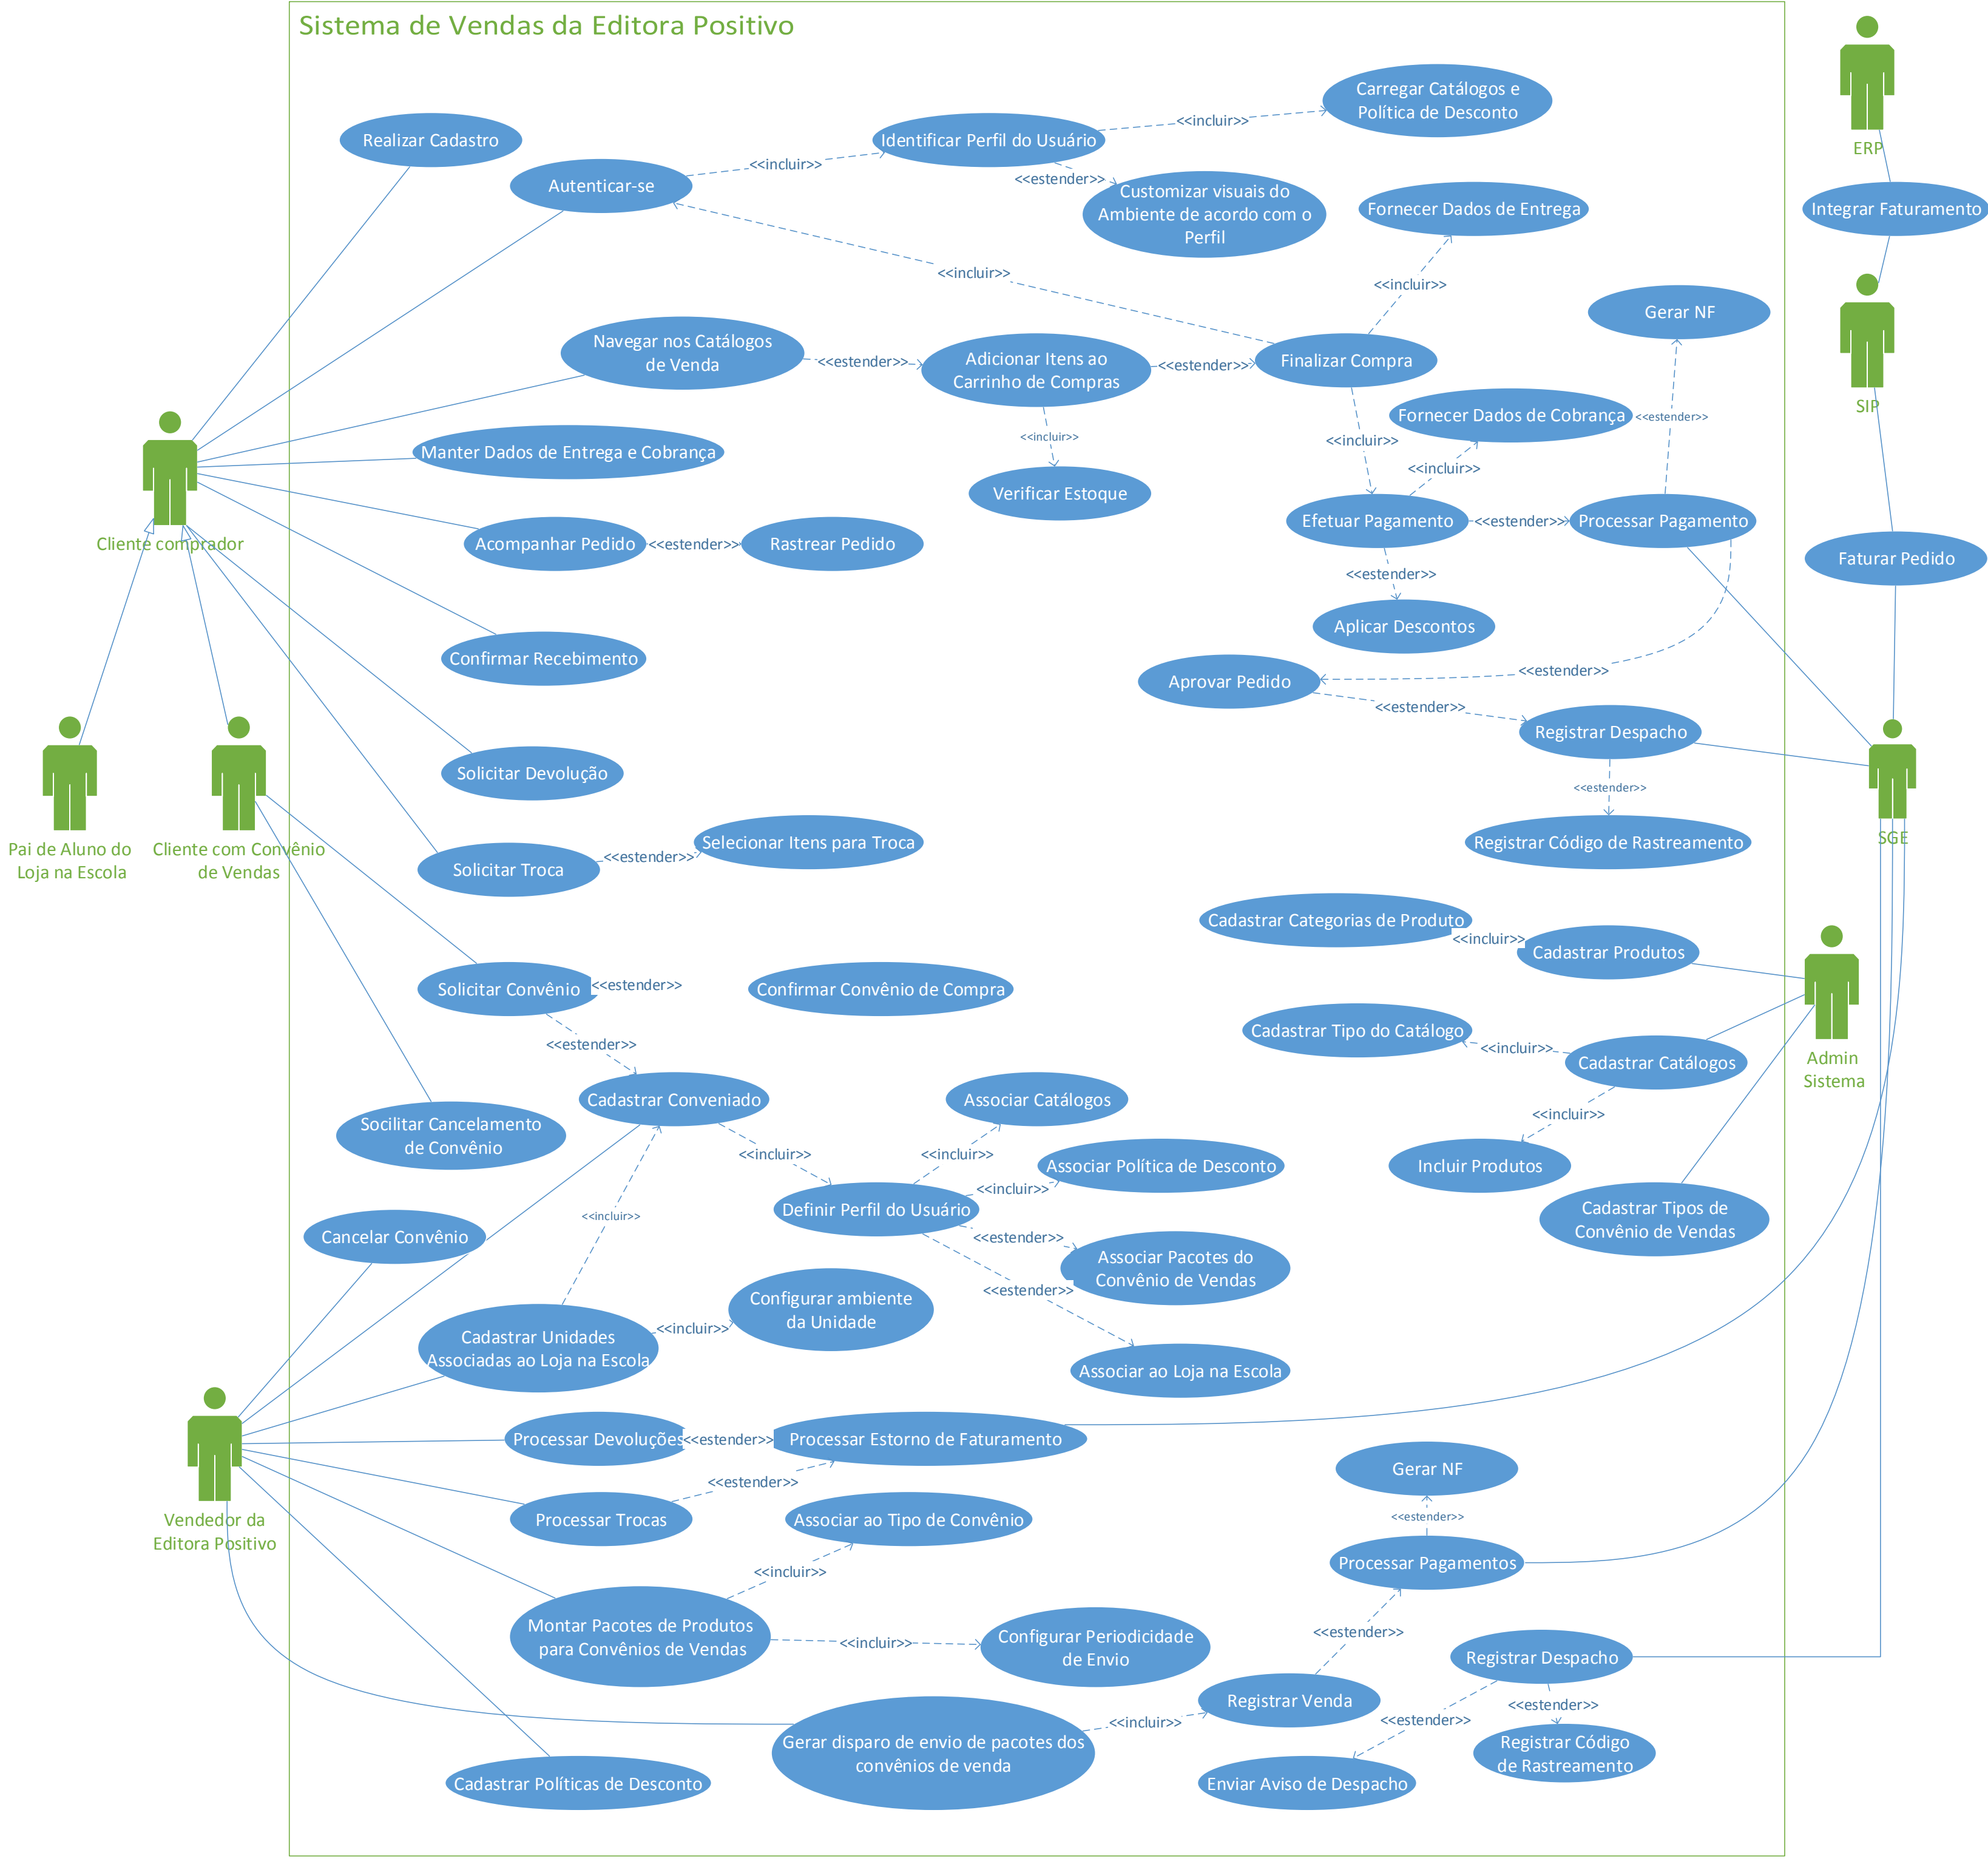 Sistema de Vendas da Editora Positivo
Carregar Catálogos e
Política de Desconto
<<incluir>>
Realizar Cadastro
Identificar Perfil do Usuário
ERP
<<incluir>>
Autenticar-se
<<estender>>
Customizar visuais do
Ambiente de acordo com o
Perfil
Fornecer Dados de Entrega
Integrar Faturamento
<<incluir>>
<<incluir>>
Gerar NF
Navegar nos Catálogos
de Venda
<<estender>>
Adicionar Itens ao
Carrinho de Compras
<<estender>>
Finalizar Compra
SIP
Fornecer Dados de Cobrança
<<estender>>
<<incluir>>
<<incluir>>
Manter Dados de Entrega e Cobrança
<<incluir>>
Verificar Estoque
Efetuar Pagamento
<<estender>>
Processar Pagamento
Cliente comprador
Acompanhar Pedido
<<estender>>
Rastrear Pedido
Faturar Pedido
<<estender>>
Aplicar Descontos
Confirmar Recebimento
<<estender>>
Aprovar Pedido
<<estender>>
Registrar Despacho
Solicitar Devolução
<<estender>>
Pai de Aluno do
Loja na Escola
Cliente com Convênio
de Vendas
Selecionar Itens para Troca
<<estender>>
Solicitar Troca
Registrar Código de Rastreamento
SGE
Cadastrar Categorias de Produto
<<incluir>>
Cadastrar Produtos
Solicitar Convênio
<<estender>>
Confirmar Convênio de Compra
<<estender>>
Cadastrar Tipo do Catálogo
<<incluir>>
Cadastrar Catálogos
Admin
Sistema
Cadastrar Conveniado
Associar Catálogos
<<incluir>>
Socilitar Cancelamento
de Convênio
<<incluir>>
<<incluir>>
Associar Política de Desconto
Incluir Produtos
<<incluir>>
Definir Perfil do Usuário
<<incluir>>
Cadastrar Tipos de
Convênio de Vendas
Cancelar Convênio
<<estender>>
Associar Pacotes do
Convênio de Vendas
<<estender>>
Configurar ambiente
da Unidade
<<incluir>>
Cadastrar Unidades
Associadas ao Loja na Escola
Associar ao Loja na Escola
Processar Devoluções
<<estender>>
Processar Estorno de Faturamento
<<estender>>
Gerar NF
Vendedor da
Editora Positivo
Processar Trocas
Associar ao Tipo de Convênio
<<estender>>
<<incluir>>
Processar Pagamentos
Montar Pacotes de Produtos
para Convênios de Vendas
<<incluir>>
Configurar Periodicidade
de Envio
<<estender>>
Registrar Despacho
Registrar Venda
<<estender>>
<<incluir>>
<<estender>>
Gerar disparo de envio de pacotes dos
convênios de venda
Registrar Código
de Rastreamento
Cadastrar Políticas de Desconto
Enviar Aviso de Despacho